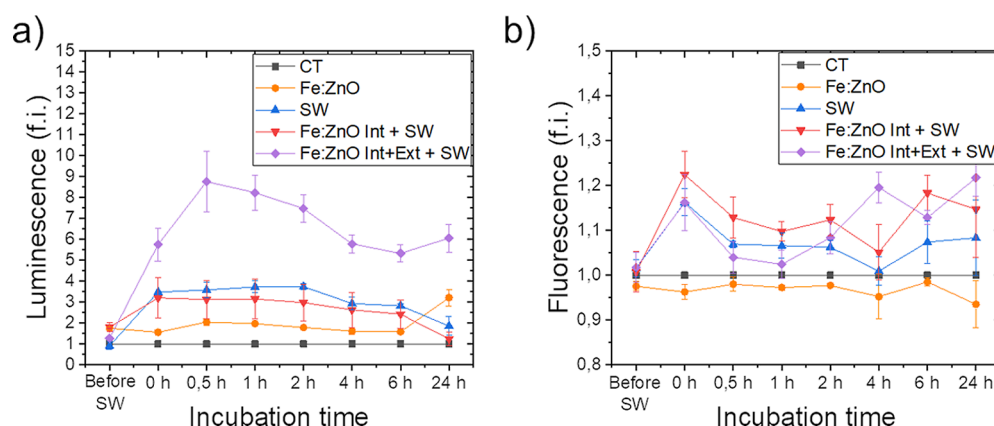 a)
Luminescence (f.i.)
15
14
13
12
11
10
9
8
7
6
5
4
3
2
1
0
CT
Fe:ZnO
SW
Fe:ZnO Int + SW
Fe:ZnO Int+Ext + SW
Before SW
0 h
0,5 h
1 h
2 h
4 h
6 h
24 h
Incubation time
b)
Fluorescence (f.i.)
1,5
1,4
1,3
1,2
1,1
1,0
0,9
0,8
CT
Fe:ZnO
SW
Fe:ZnO Int + SW
Fe:ZnO Int+Ext + SW
Before SW
0 h
0,5 h
1 h
2 h
4 h
6 h
24 h
Incubation time